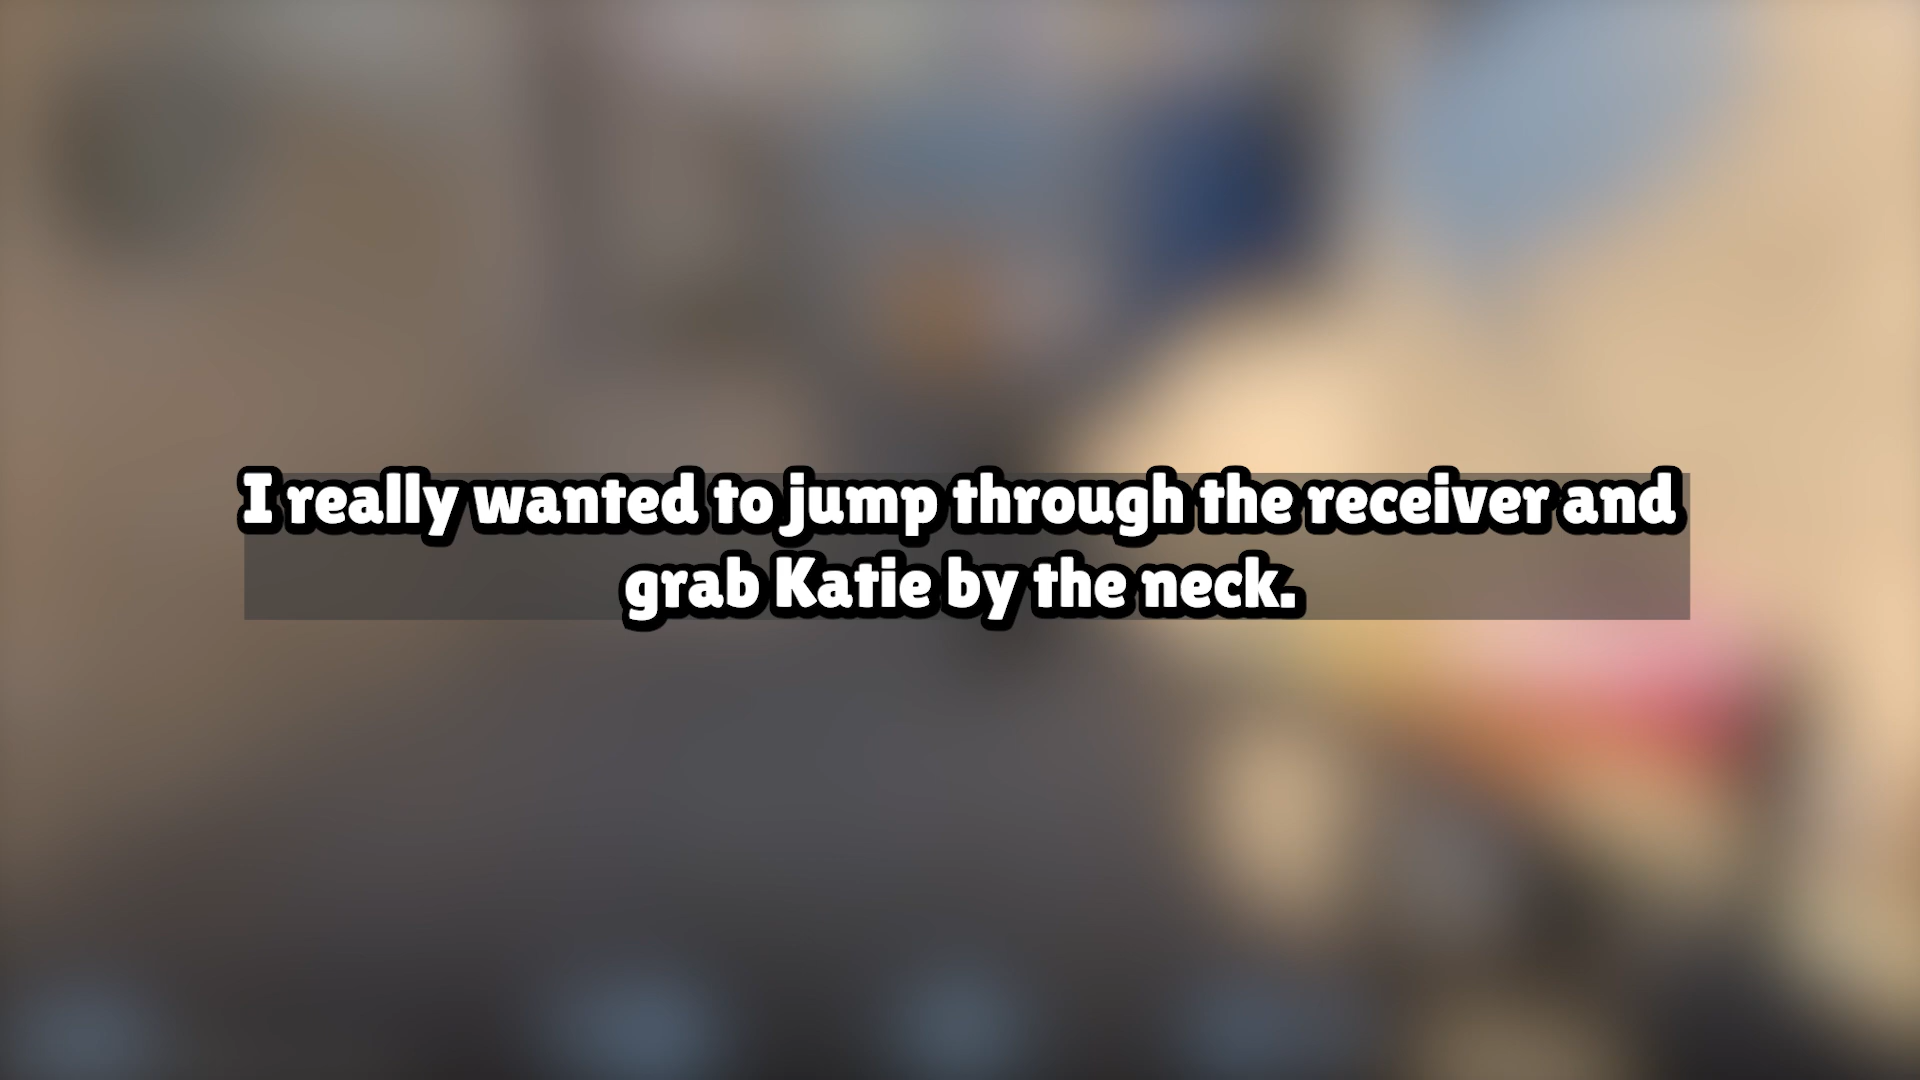 I really wanted to jump through the receiver and
grab Katie by the neck.